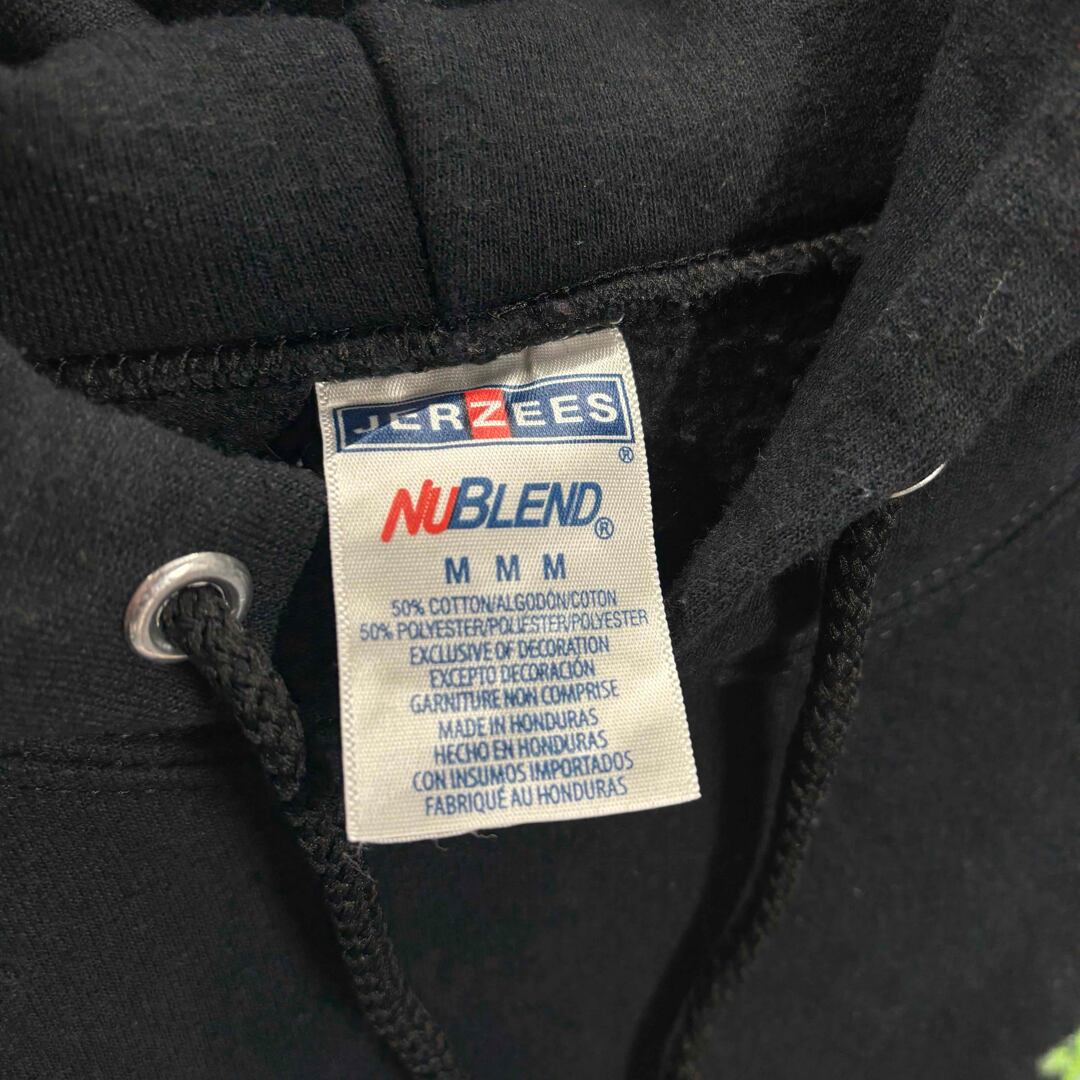 JERZEES
®
NUBLEND®
M M M
50% COTTON/ALGODÓN/COTON
50% POLYESTER/POLIESTER/POLYESTER
EXCLUSIVE OF DECORATION
EXCEPTO DECORACIÓN
GARNITURE NON COMPRISE
MADE IN HONDURAS
HECHO EN HONDURAS
CON INSUMOS IMPORTADOS
FABRIQUÉ AU HONDURAS